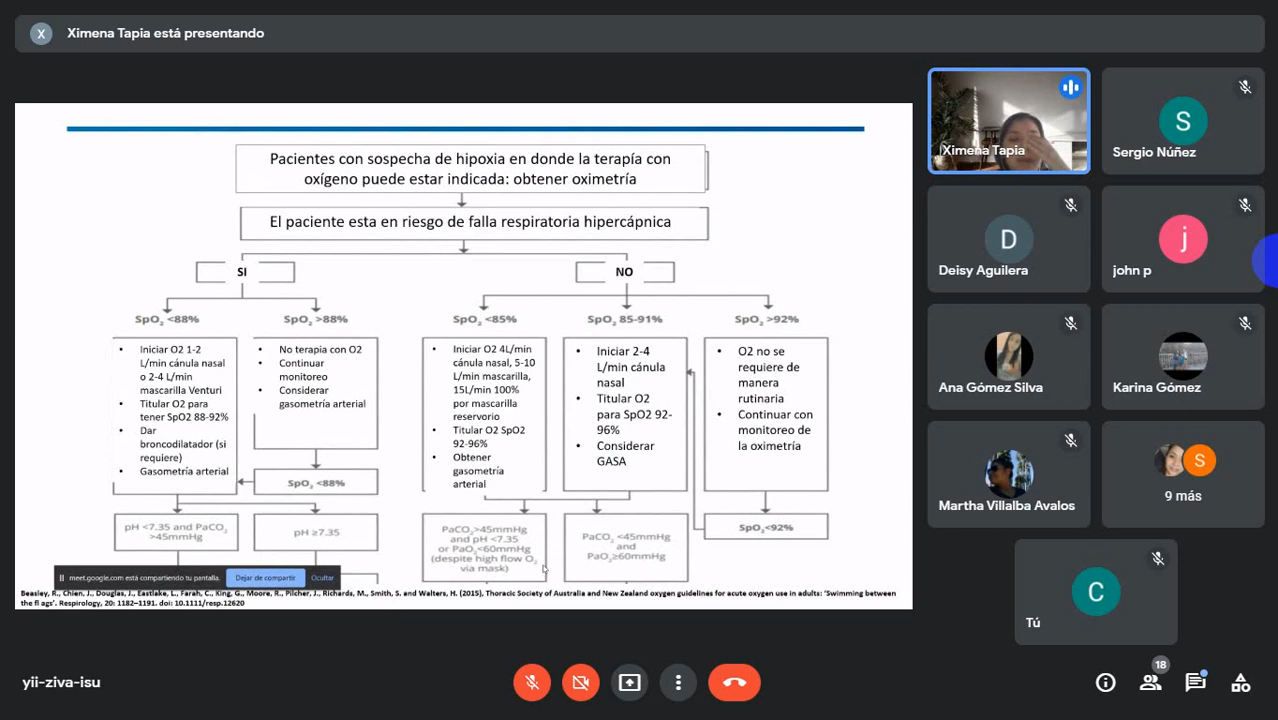 X
Ximena Tapia está presentando
Pacientes con sospecha de hipoxia en donde la terapía con
oxígeno puede estar indicada: obtener oximetría
El paciente esta en riesgo de falla respiratoria hipercápnica
SI
NO
SpO2 <88%
SpO2 >88%
SpO2 <85%
SpO2 85-91%
SpO2 >92%
• Iniciar O2 1-2
L/min cánula nasal
o 2-4 L/min
mascarilla Venturi
• Titular O2 para
tener SpO2 88-92%
• Dar
broncodilatador (si
requiere)
• Gasometría arterial
• No terapia con O2
• Continuar
monitoreo
• Considerar
gasometría arterial
SpO2 <88%
• Iniciar O2 4L/min
cánula nasal, 5-10
L/min mascarilla,
15L/min 100%
por mascarilla
reservorio
• Titular O2 SpO2
92-96%
• Obtener
gasometría
arterial
• Iniciar 2-4
L/min cánula
nasal
• Titular O2
para SpO2 92-
96%
• Considerar
GASA
• O2 no se
requiere de
manera
rutinaria
• Continuar con
monitoreo de
la oximetría
pH <7.35 and PaCO2
>45mmHg
pH ≥7.35
PaCO2>45mmHg
and pH <7.35
or PaO2<60mmHg
(despite high flow O2
via mask)
PaCO2 <45mmHg
and
PaO2≥60mmHg
SpO2<92%
meet.google.com está compartiendo tu pantalla.
Dejar de compartir
Ocultar
Beasley, R., Chien, J., Douglas, J., Eastlake, L., Farah, C., King, G., Moore, R., Pilcher, J., Richards, M., Smith, S. and Walters, H. (2015), Thoracic Society of Australia and New Zealand oxygen guidelines for acute oxygen use in adults: 'Swimming between
the fl ags'. Respirology, 20: 1182–1191. doi: 10.1111/resp.12620
Ximena Tapia
S
Sergio Núñez
D
Deisy Aguilera
j
john p
Ana Gómez Silva
Karina Gómez
Martha Villalba Avalos
S
9 más
C
Tú
yii-ziva-isu
18